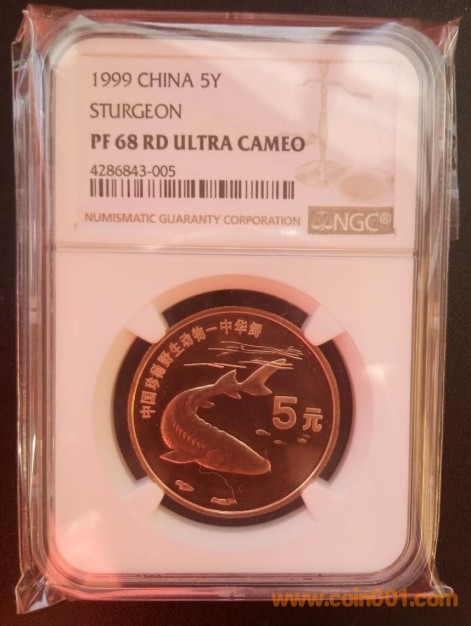 1999 CHINA 5Y
STURGEON
PF 68 RD ULTRA CAMEO
4286843-005
NUMISMATIC GUARANTY CORPORATION
NGC®
中国珍稀野生动物—中华鲟
5元
www.coin001.com